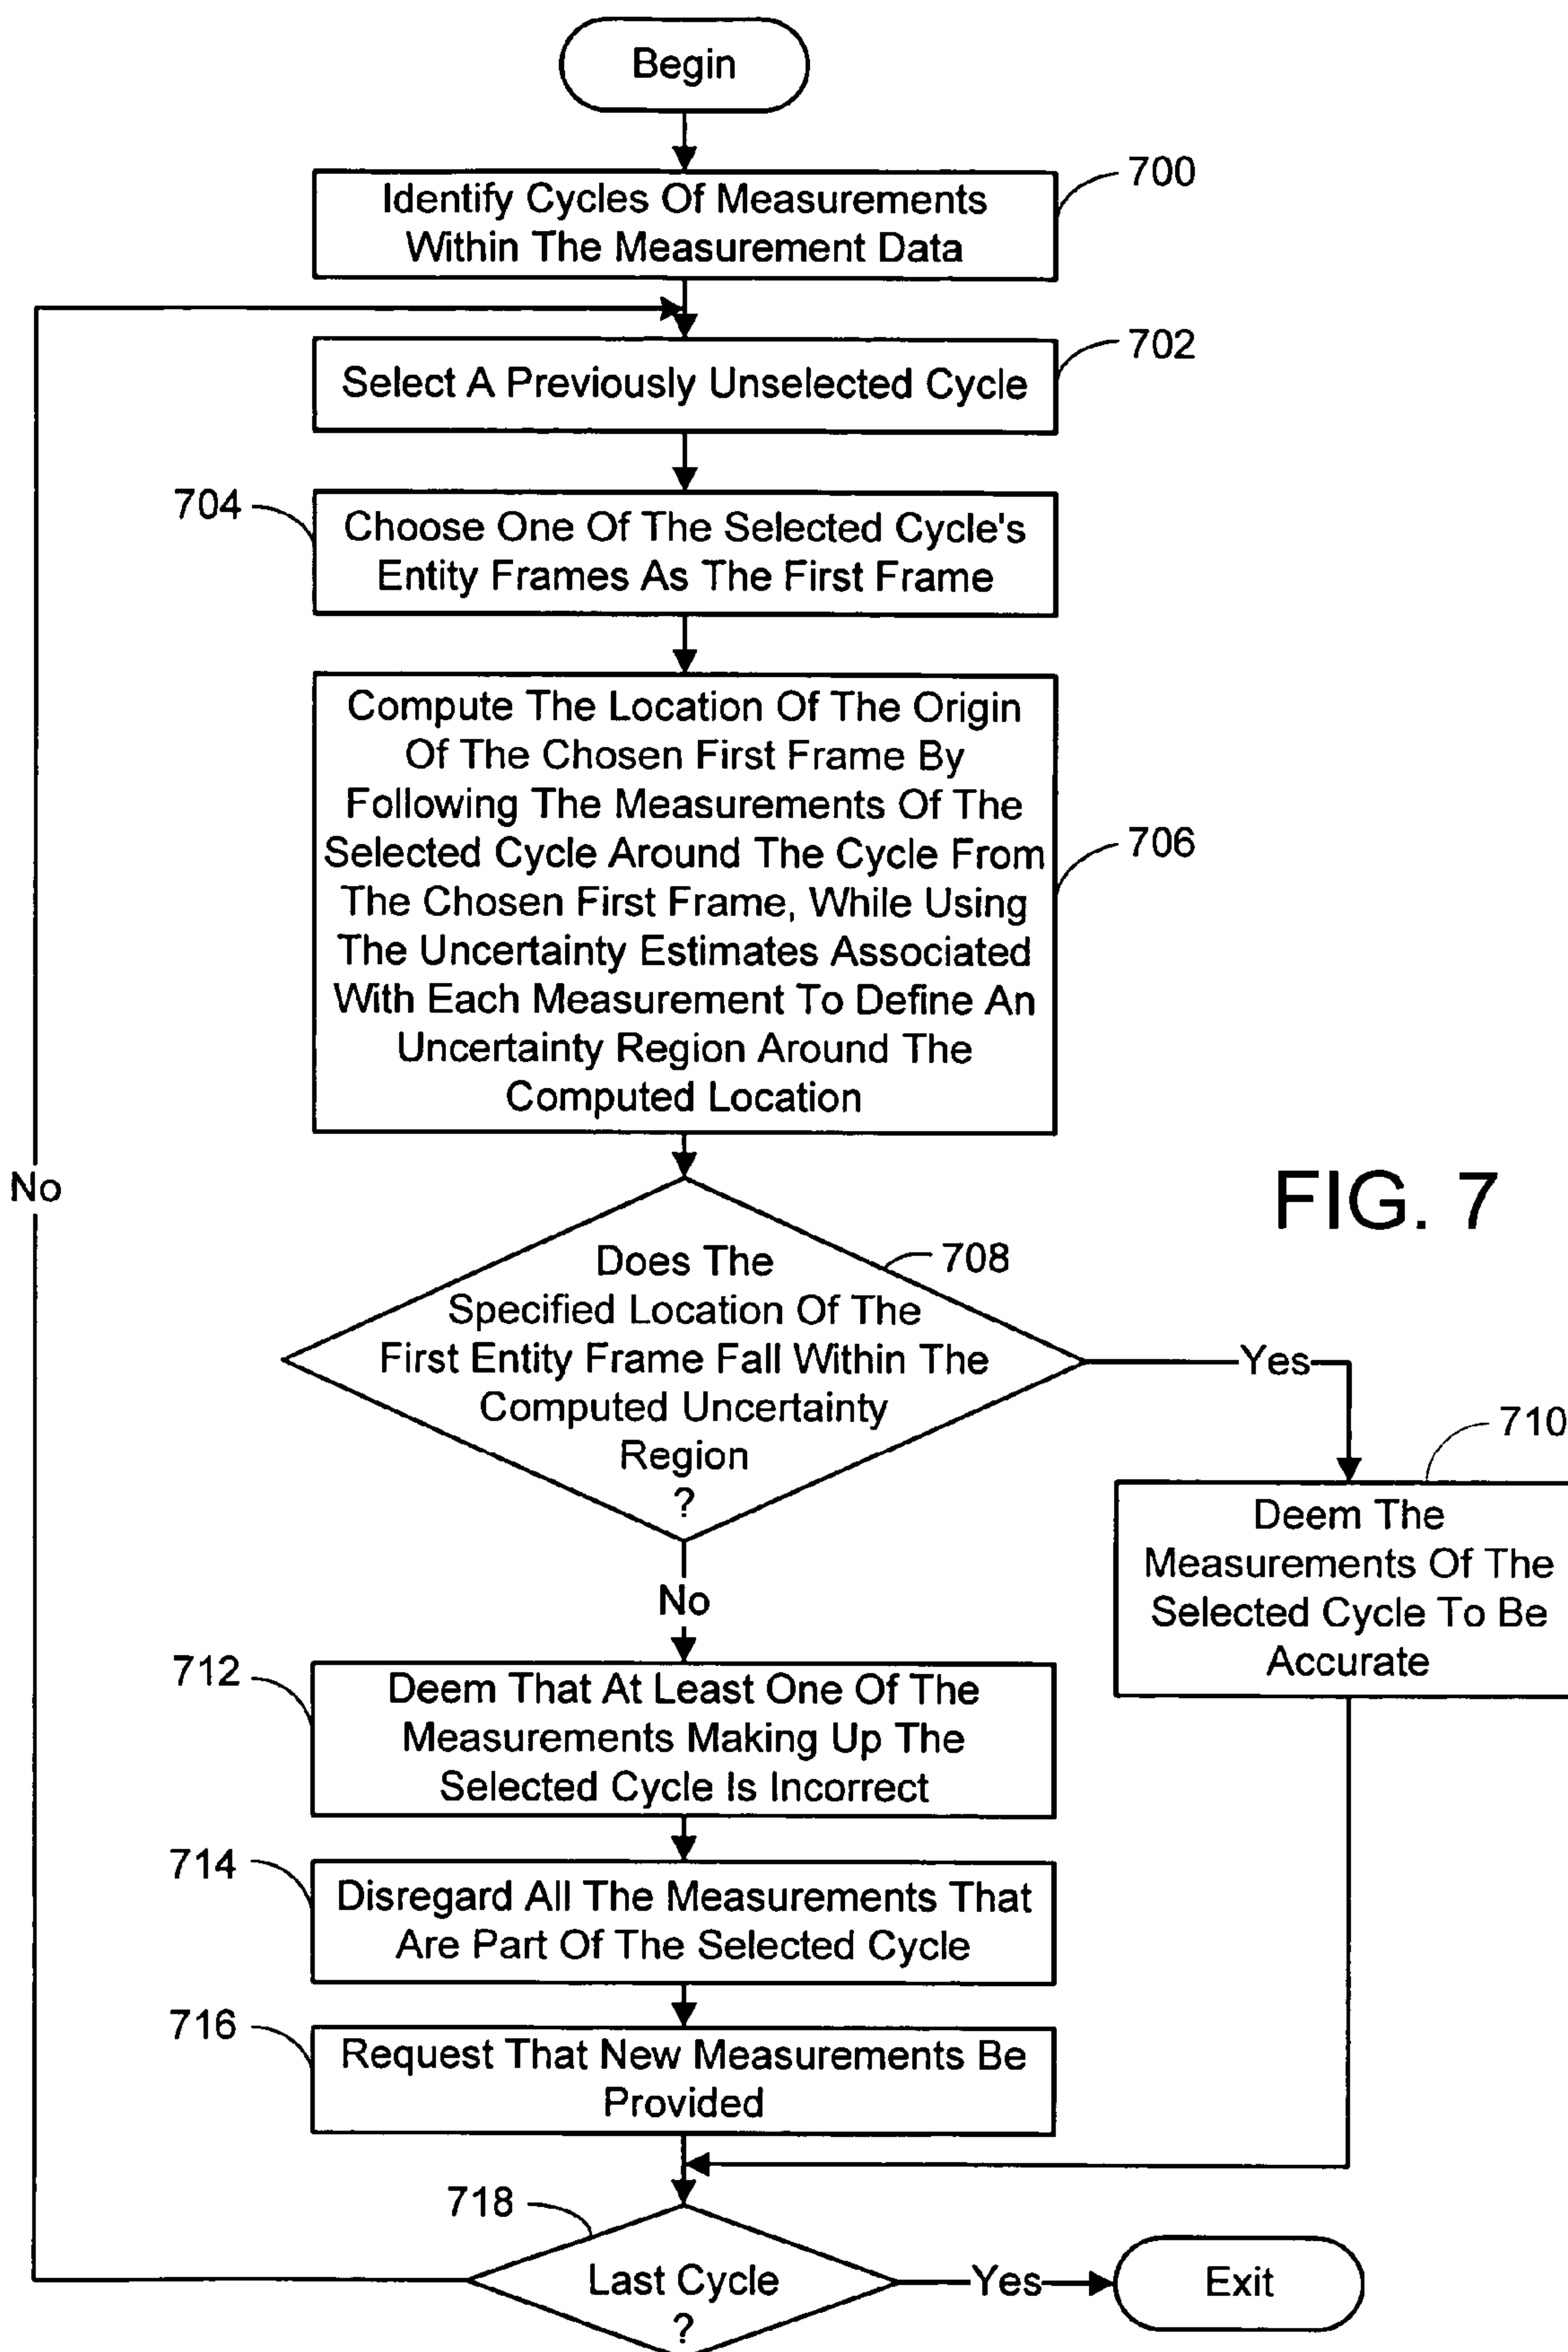 Begin
700
Identify Cycles Of Measurements
Within The Measurement Data
702
Select A Previously Unselected Cycle
704
Choose One Of The Selected Cycle's
Entity Frames As The First Frame
706
Compute The Location Of The Origin
Of The Chosen First Frame By
Following The Measurements Of The
Selected Cycle Around The Cycle From
The Chosen First Frame, While Using
The Uncertainty Estimates Associated
With Each Measurement To Define An
Uncertainty Region Around The
Computed Location
No
FIG. 7
708
Does The
Specified Location Of The
First Entity Frame Fall Within The
Computed Uncertainty
Region
?
Yes
710
Deem The
Measurements Of The
Selected Cycle To Be
Accurate
No
712
Deem That At Least One Of The
Measurements Making Up The
Selected Cycle Is Incorrect
714
Disregard All The Measurements That
Are Part Of The Selected Cycle
716
Request That New Measurements Be
Provided
718
Last Cycle
?
Yes
Exit